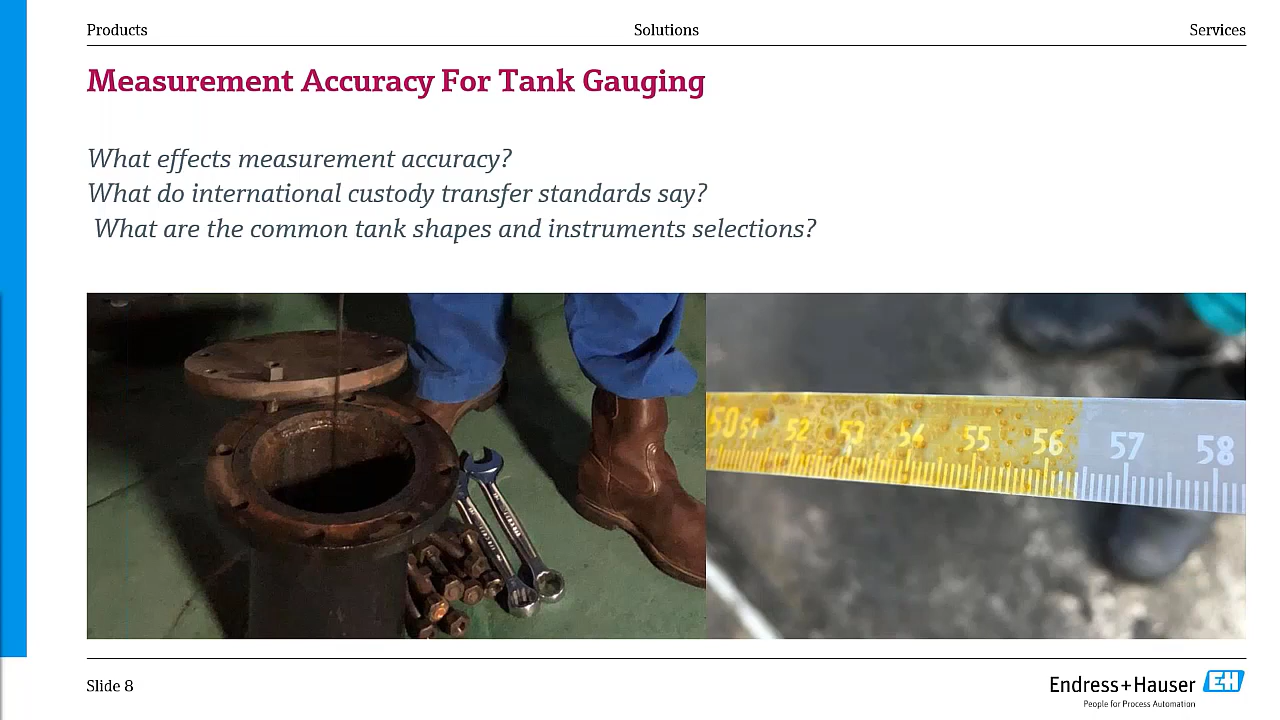 Products Solutions Services
Measurement Accuracy For Tank Gauging
What effects measurement accuracy?
What do international custody transfer standards say?
What are the common tank shapes and instruments selections?
50 51 52 53 54 55 56 57 58
Slide 8
Endress+Hauser EH
People for Process Automation